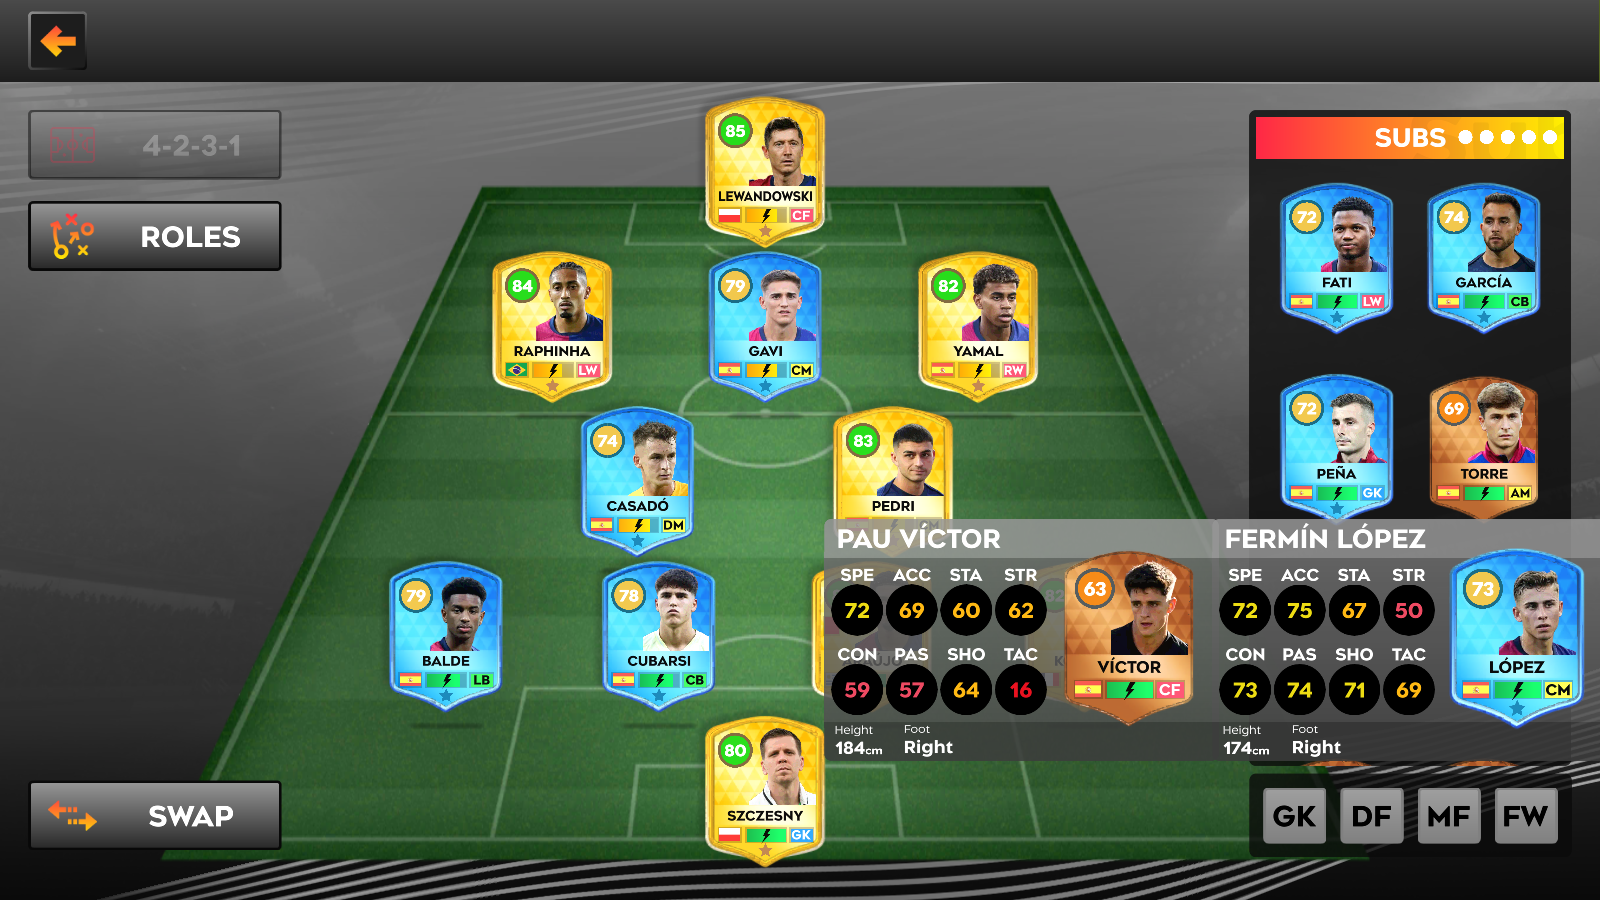 4-2-3-1
ROLES
SWAP
85
LEWANDOWSKI
CF
84
RAPHINHA
LW
79
GAVI
CM
82
YAMAL
RW
74
CASADÓ
DM
83
PEDRI
79
BALDE
LB
78
CUBARSI
CB
80
SZCZESNY
GK
SUBS
72
FATI
LW
74
GARCÍA
CB
72
PEÑA
GK
69
TORRE
AM
PAU VÍCTOR
SPE ACC STA STR
72 69 60 62
CON PAS SHO TAC
59 57 64 16
Height Foot
184cm Right
63
VÍCTOR
CF
FERMÍN LÓPEZ
SPE ACC STA STR
72 75 67 50
CON PAS SHO TAC
73 74 71 69
Height Foot
174cm Right
73
LÓPEZ
CM
GK DF MF FW